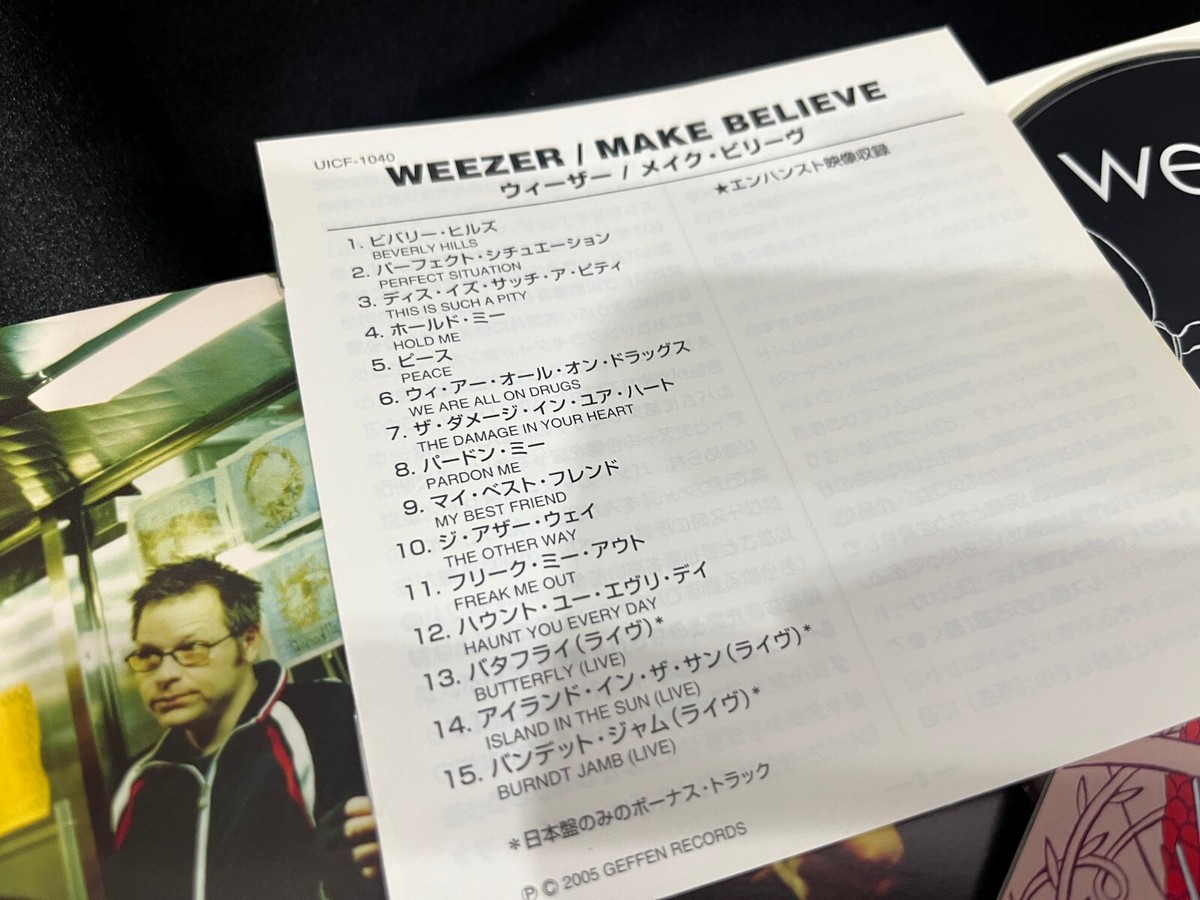 UICF-1040
WEEZER / MAKE BELIEVE
ウィーザー / メイク・ビリーヴ
★エンハンスト映像収録
1. ビバリー・ヒルズ
BEVERLY HILLS
2. パーフェクト・シチュエーション
PERFECT SITUATION
3. ディス・イズ・サッチ・ア・ピティ
THIS IS SUCH A PITY
4. ホールド・ミー
HOLD ME
5. ピース
PEACE
6. ウィ・アー・オール・オン・ドラッグス
WE ARE ALL ON DRUGS
7. ザ・ダメージ・イン・ユア・ハート
THE DAMAGE IN YOUR HEART
8. パードン・ミー
PARDON ME
9. マイ・ベスト・フレンド
MY BEST FRIEND
10. ジ・アザー・ウェイ
THE OTHER WAY
11. フリーク・ミー・アウト
FREAK ME OUT
12. ハウント・ユー・エヴリ・デイ
HAUNT YOU EVERY DAY
13. バタフライ(ライヴ)*
BUTTERFLY (LIVE)
14. アイランド・イン・ザ・サン(ライヴ)*
ISLAND IN THE SUN (LIVE)
15. バンデット・ジャム(ライヴ)*
BURNDT JAMB (LIVE)
*日本盤のみのボーナス・トラック
Ⓟ © 2005 GEFFEN RECORDS
we